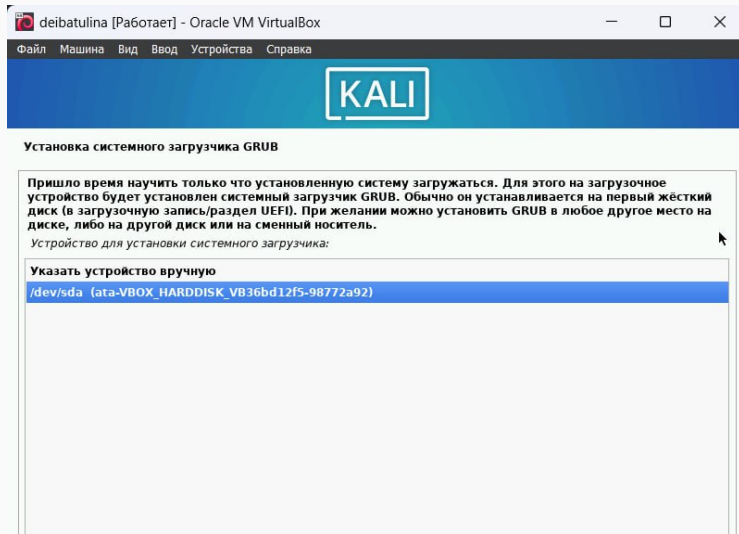 deibatulina [Работает] - Oracle VM VirtualBox
Файл Машина Вид Ввод Устройства Справка
KALI
Установка системного загрузчика GRUB
Пришло время научить только что установленную систему загружаться. Для этого на загрузочное
устройство будет установлен системный загрузчик GRUB. Обычно он устанавливается на первый жёсткий
диск (в загрузочную запись/раздел UEFI). При желании можно установить GRUB в любое другое место на
диске, либо на другой диск или на сменный носитель.
Устройство для установки системного загрузчика:
Указать устройство вручную
/dev/sda (ata-VBOX_HARDDISK_VB36bd12f5-98772a92)